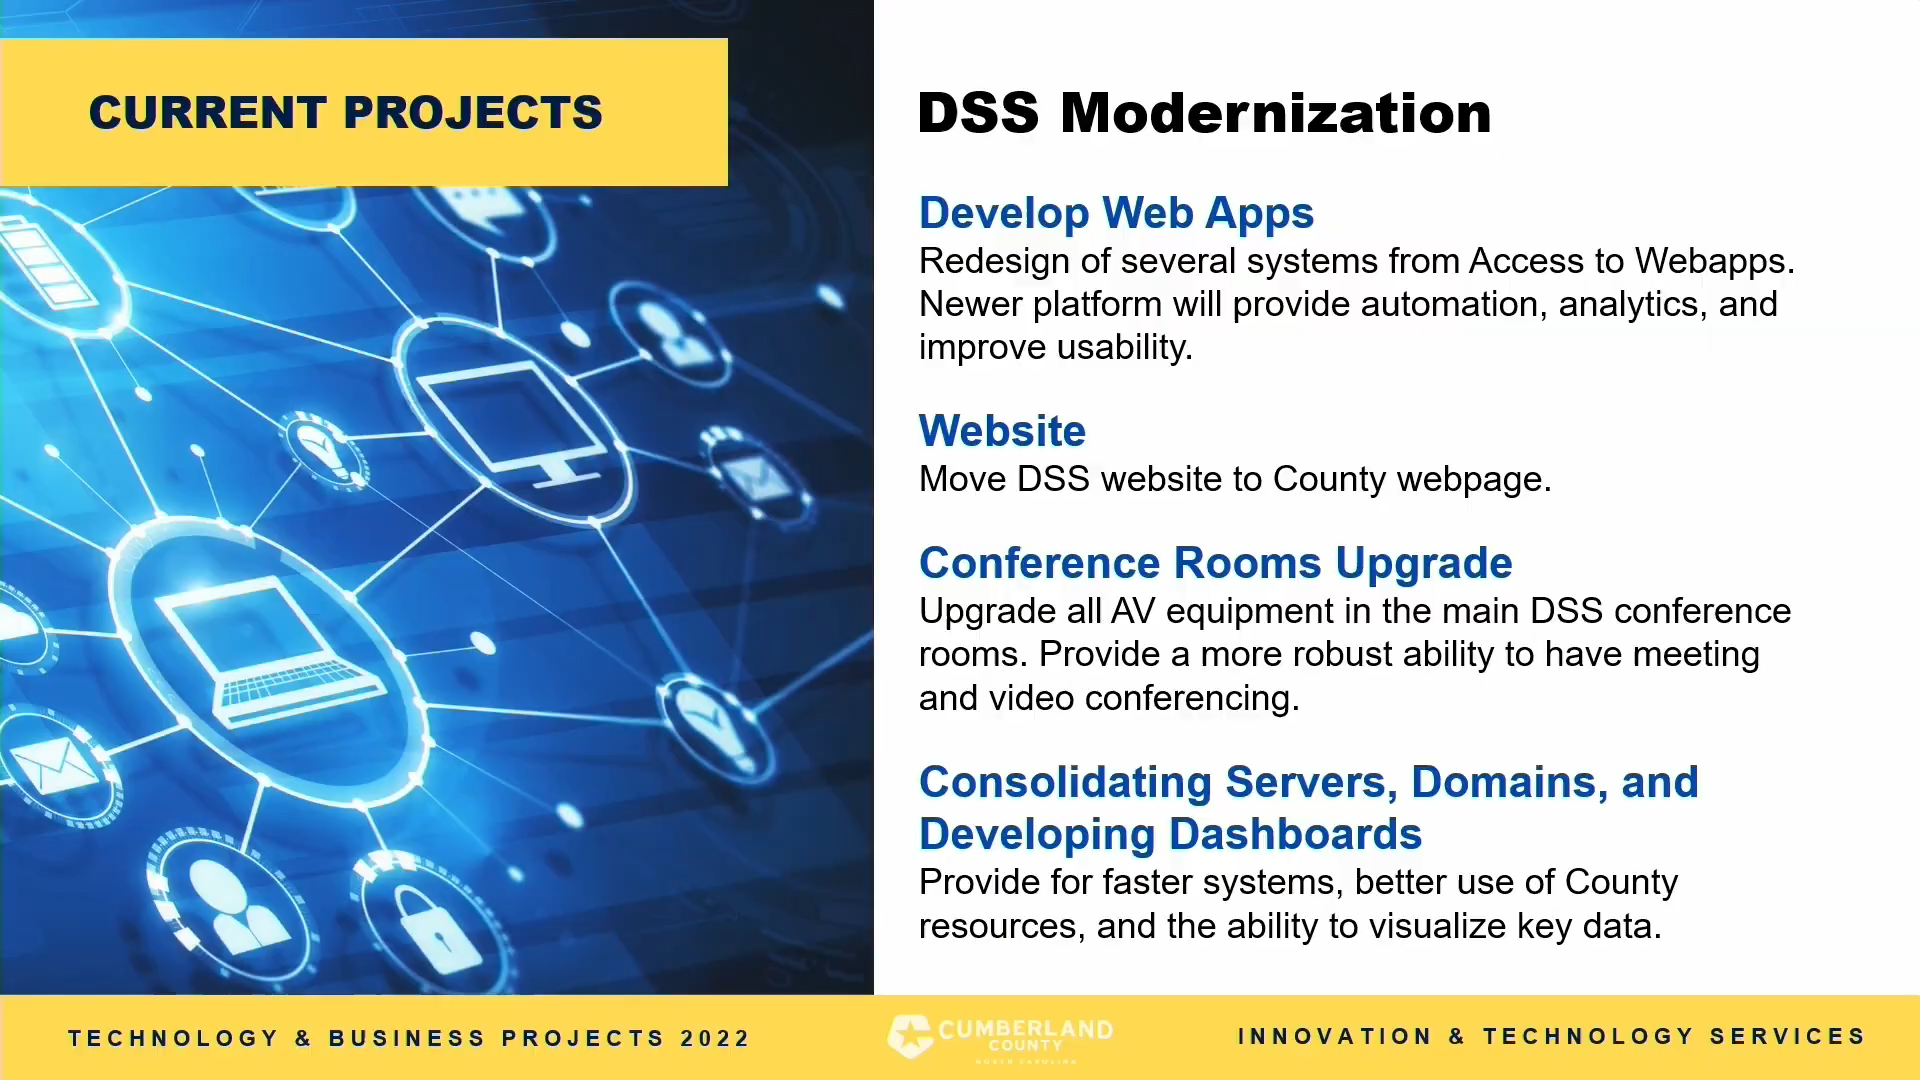 CURRENT PROJECTS
DSS Modernization
Develop Web Apps
Redesign of several systems from Access to Webapps.
Newer platform will provide automation, analytics, and
improve usability.
Website
Move DSS website to County webpage.
Conference Rooms Upgrade
Upgrade all AV equipment in the main DSS conference
rooms. Provide a more robust ability to have meeting
and video conferencing.
Consolidating Servers, Domains, and
Developing Dashboards
Provide for faster systems, better use of County
resources, and the ability to visualize key data.
TECHNOLOGY & BUSINESS PROJECTS 2022
CUMBERLAND
COUNTY
NORTH CAROLINA
INNOVATION & TECHNOLOGY SERVICES